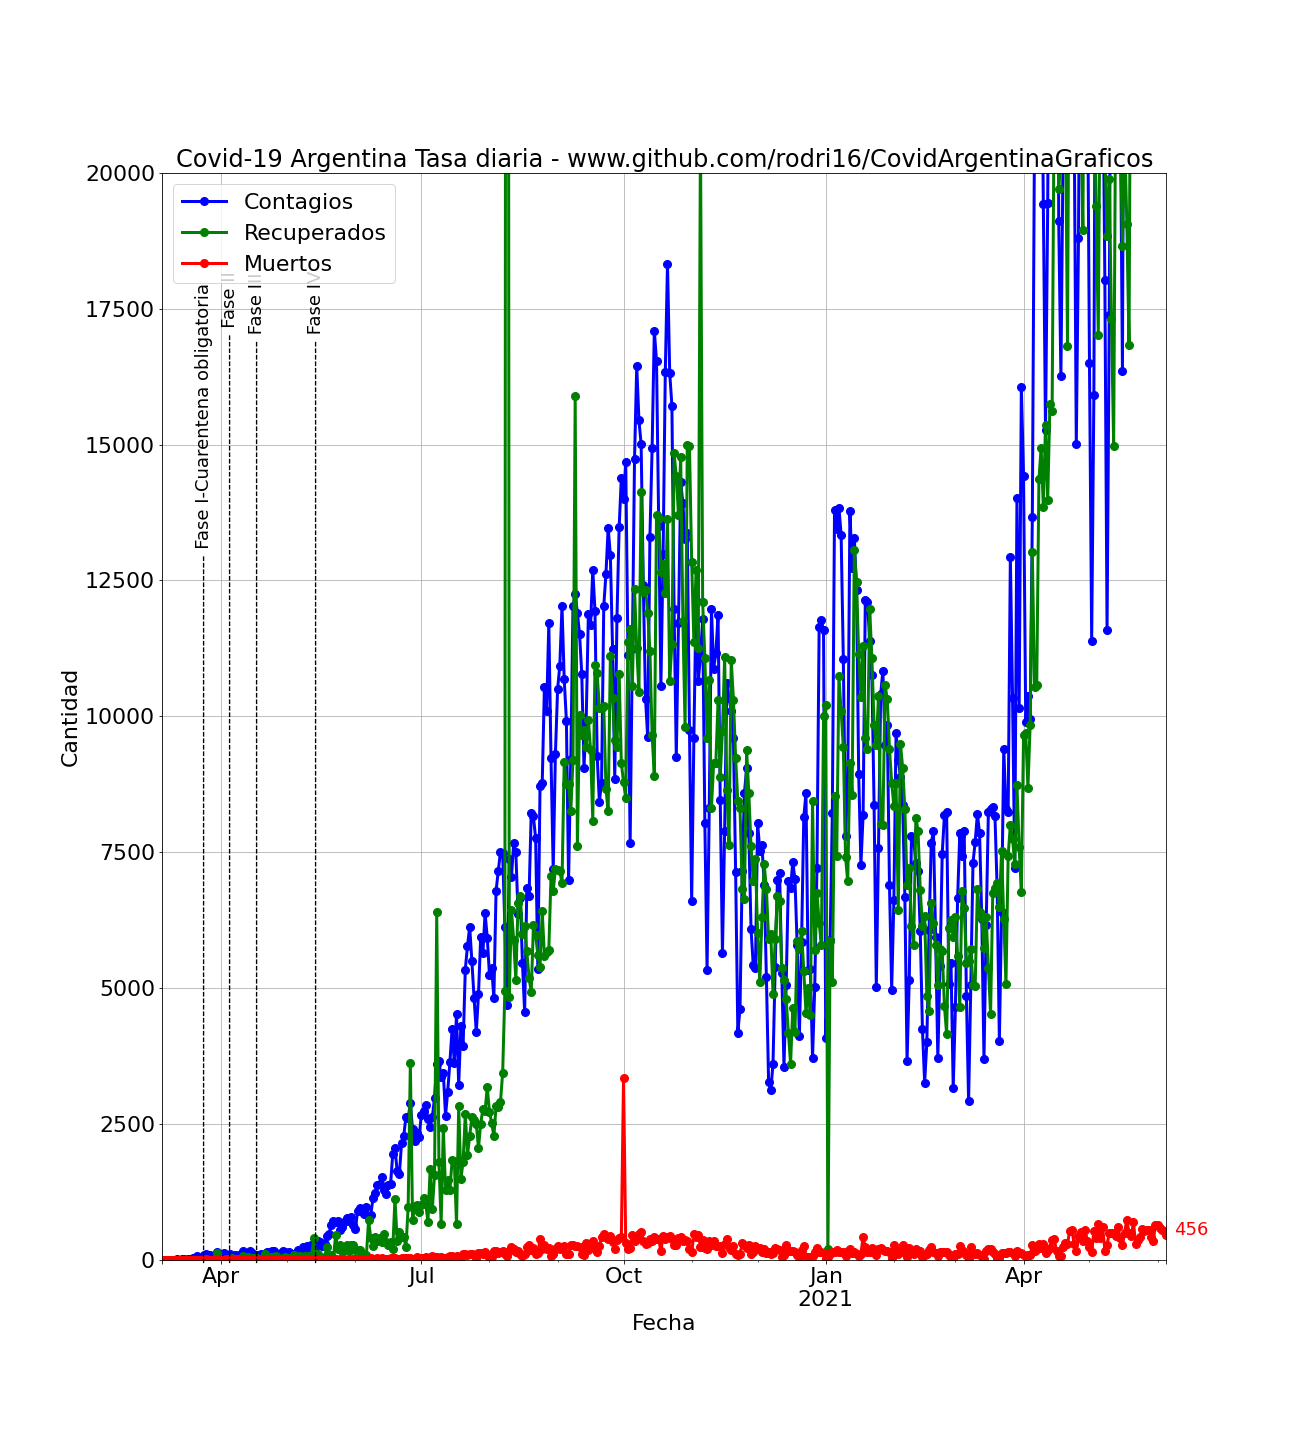 Covid-19 Argentina Tasa diaria - www.github.com/rodri16/CovidArgentinaGraficos
20000
17500
15000
12500
10000
7500
5000
2500
0
Cantidad
Contagios
Recuperados
Muertos
Fase I-Cuarentena obligatoria
Fase II
Fase III
Fase IV
456
Apr
Jul
Oct
Jan
2021
Apr
Fecha